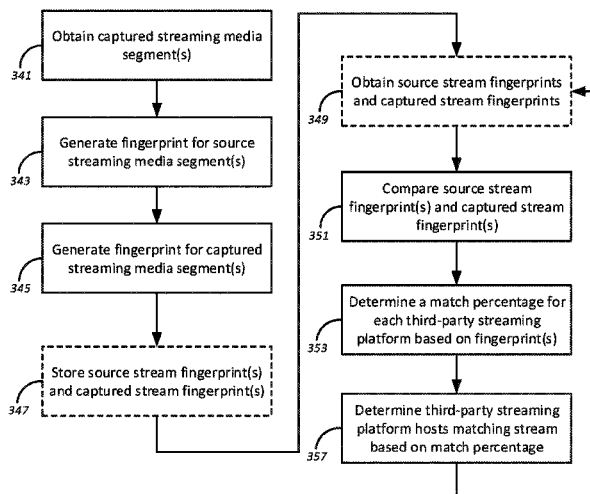 Obtain captured streaming media
segment(s)
341
Generate fingerprint for source
streaming media segment(s)
343
Generate fingerprint for captured
streaming media segment(s)
345
Store source stream fingerprint(s)
and captured stream fingerprint(s)
347
Obtain source stream fingerprints
and captured stream fingerprints
349
Compare source stream
fingerprint(s) and captured stream
fingerprint(s)
351
Determine a match percentage for
each third-party streaming
platform based on fingerprint(s)
353
Determine third-party streaming
platform hosts matching stream
based on match percentage
357